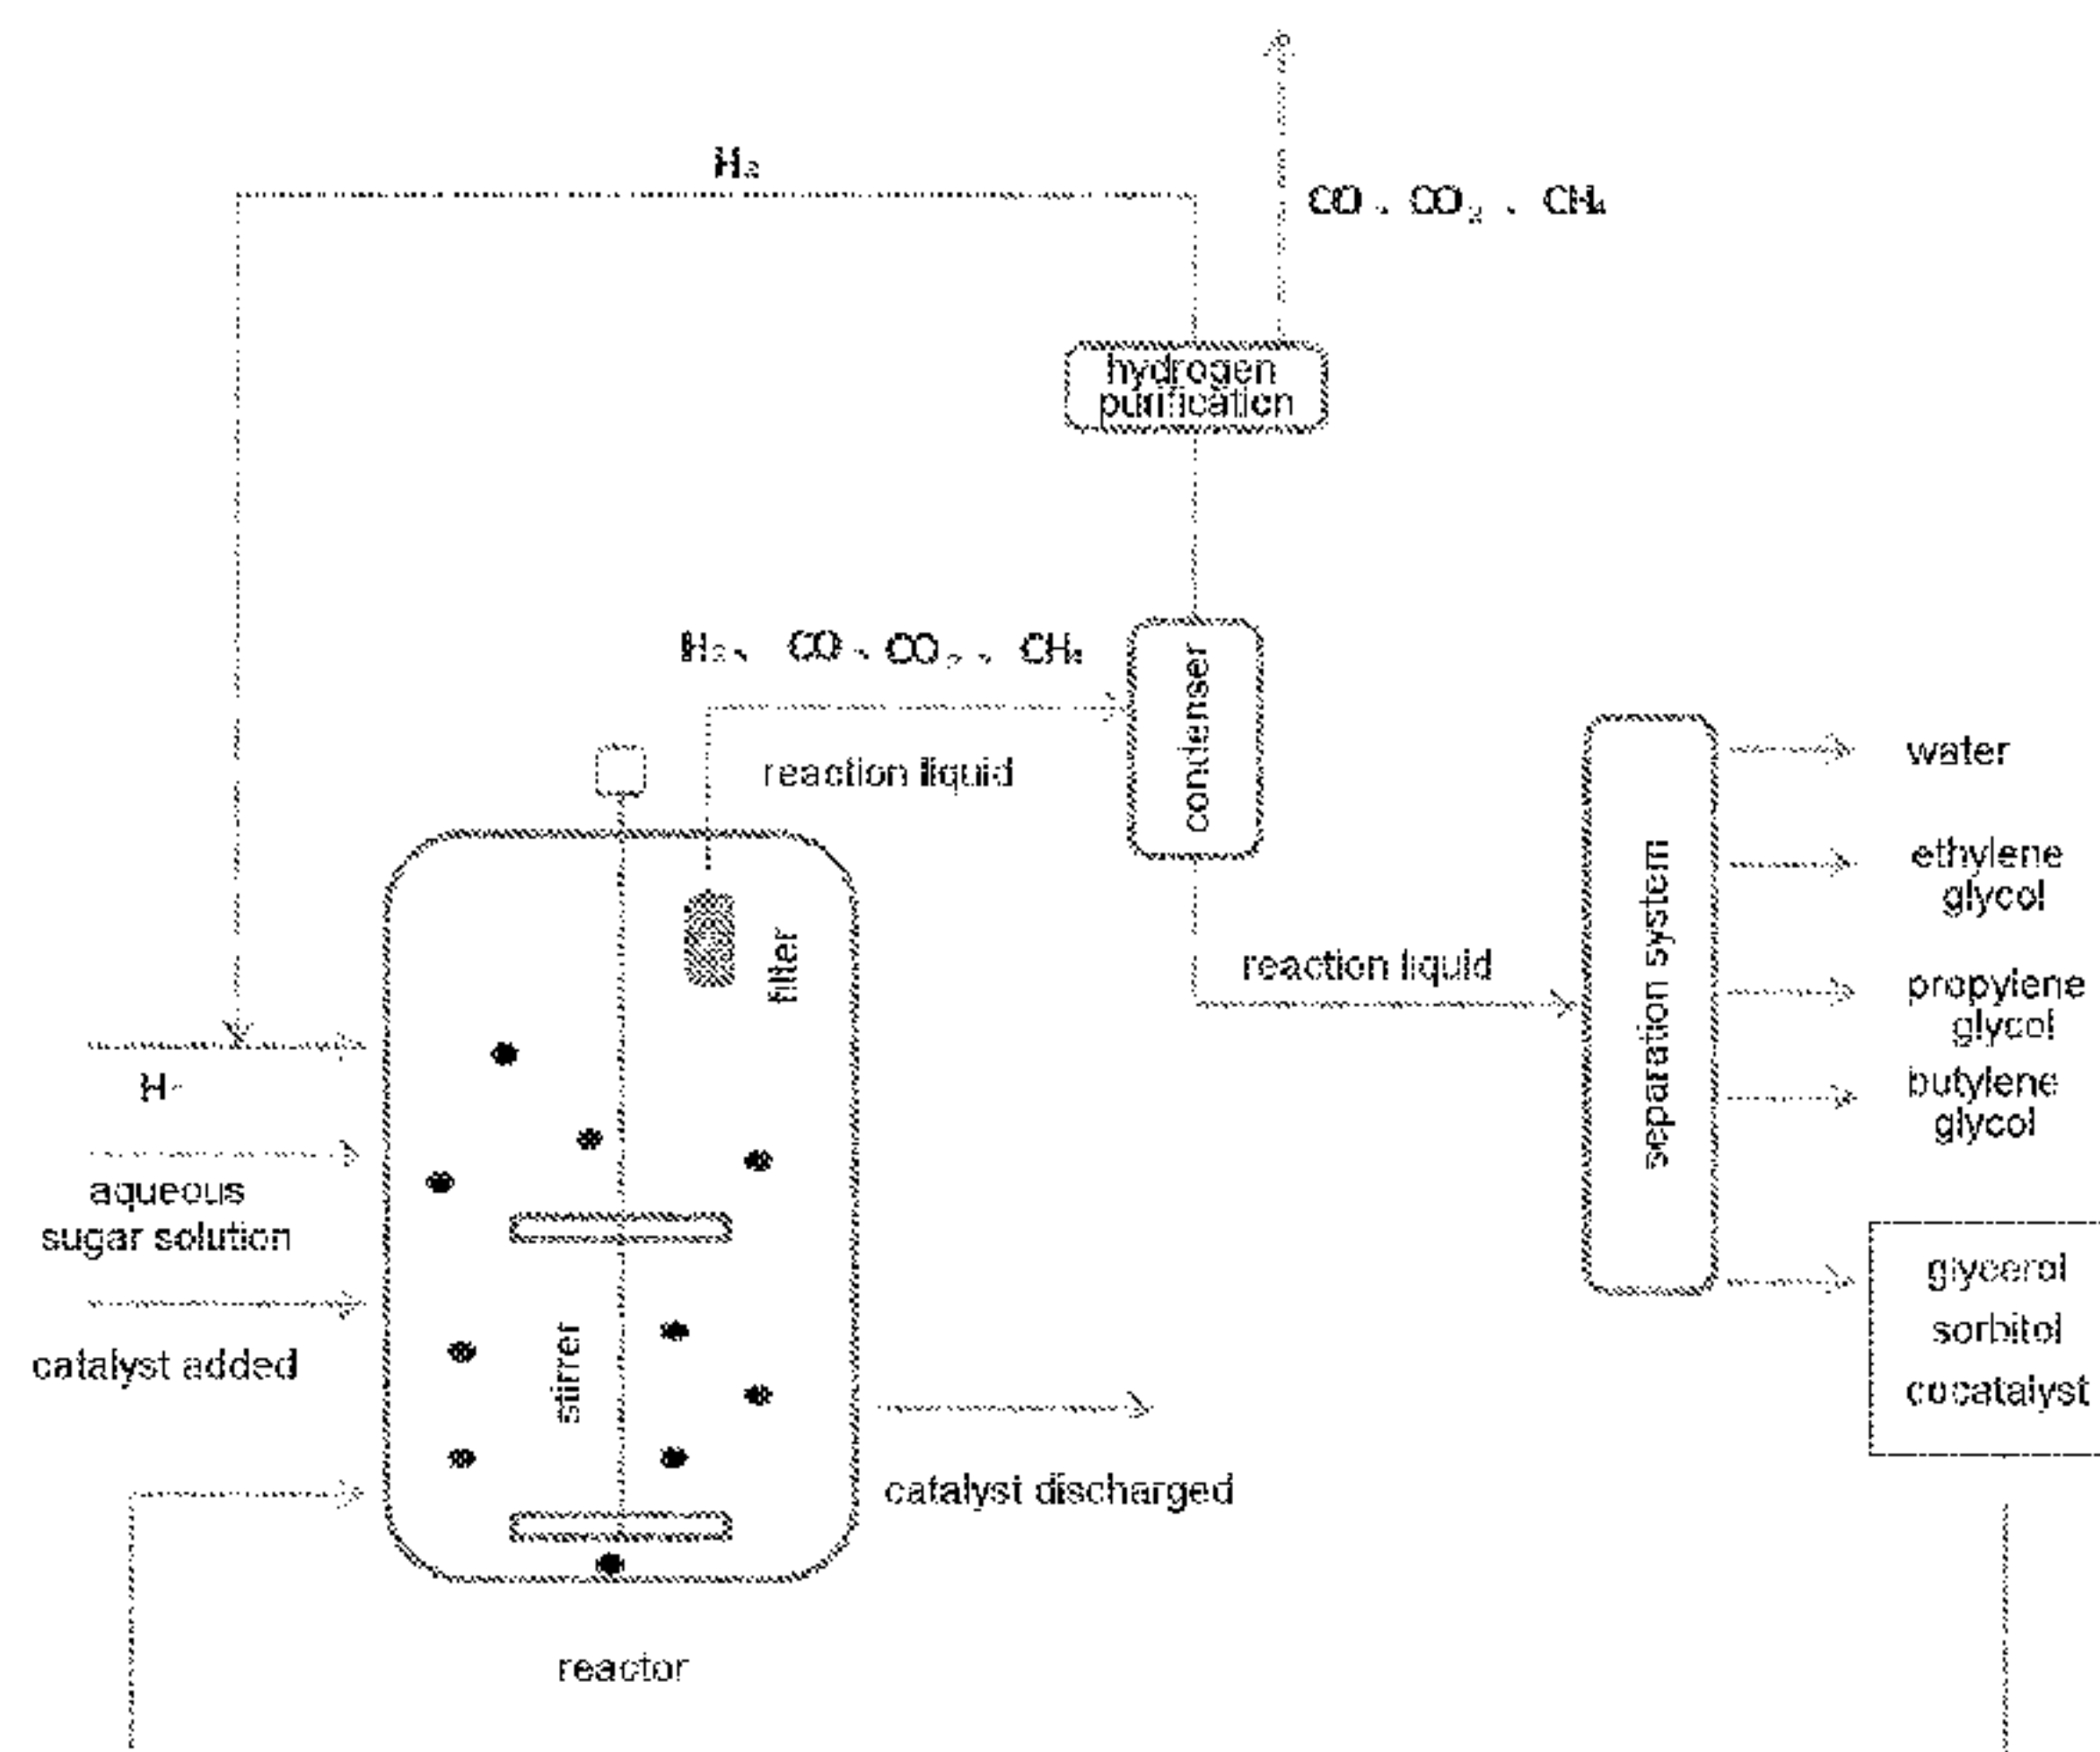 H₂
CO、CO₂、CH₄
hydrogen
purification
H₂、CO、CO₂、CH₄
condenser
reaction liquid
water
ethylene
glycol
separation system
filter
reaction liquid
propylene
glycol
H₂
butylene
glycol
aqueous
sugar solution
glycerol
sorbitol
cocatalyst
catalyst added
stirrer
catalyst discharged
reactor